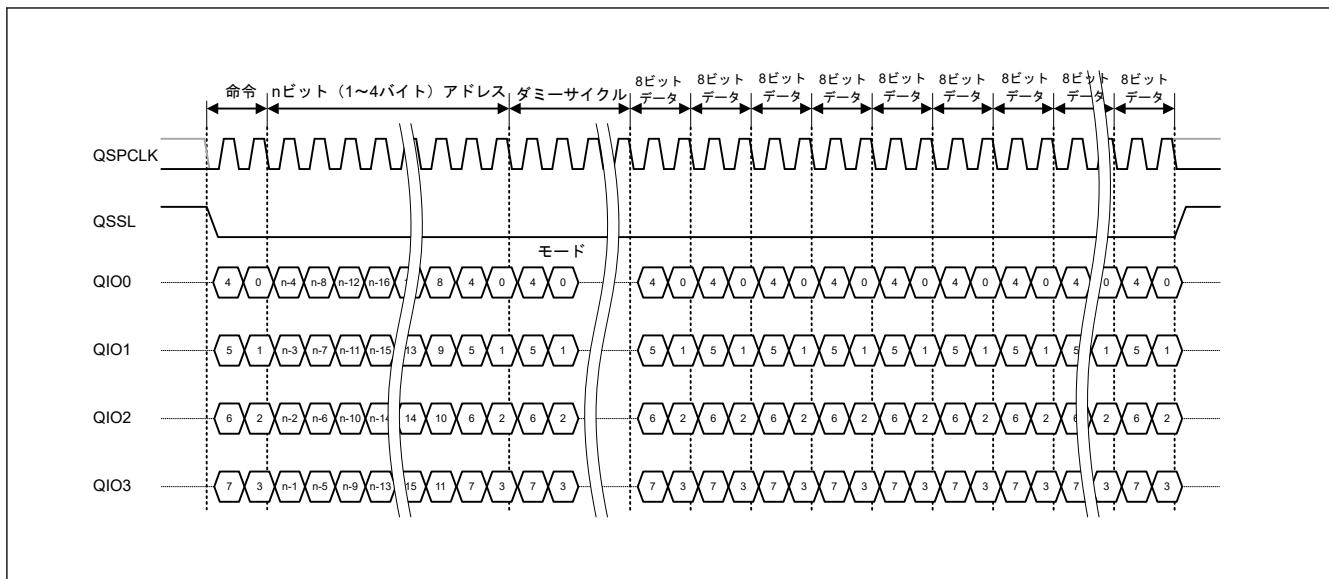 8ビット 8ビット 8ビット 8ビット 8ビット 8ビット 8ビット 8ビット 8ビット
命令 nビット（1～4バイト）アドレス ダミーサイクル データ データ データ データ データ データ データ データ データ
QSPCLK
QSSL
モード
QIO0 4 0 n-4 n-8 n-12 n-16 8 4 0 4 0 4 0 4 0 4 0 4 0 4 0 4 0 4 0 4 0 4 0
QIO1 5 1 n-3 n-7 n-11 n-15 13 9 5 1 5 1 5 1 5 1 5 1 5 1 5 1 5 1 5 1 5 1 5 1
QIO2 6 2 n-2 n-6 n-10 n-14 14 10 6 2 6 2 6 2 6 2 6 2 6 2 6 2 6 2 6 2 6 2 6 2
QIO3 7 3 n-1 n-5 n-9 n-13 15 11 7 3 7 3 7 3 7 3 7 3 7 3 7 3 7 3 7 3 7 3 7 3